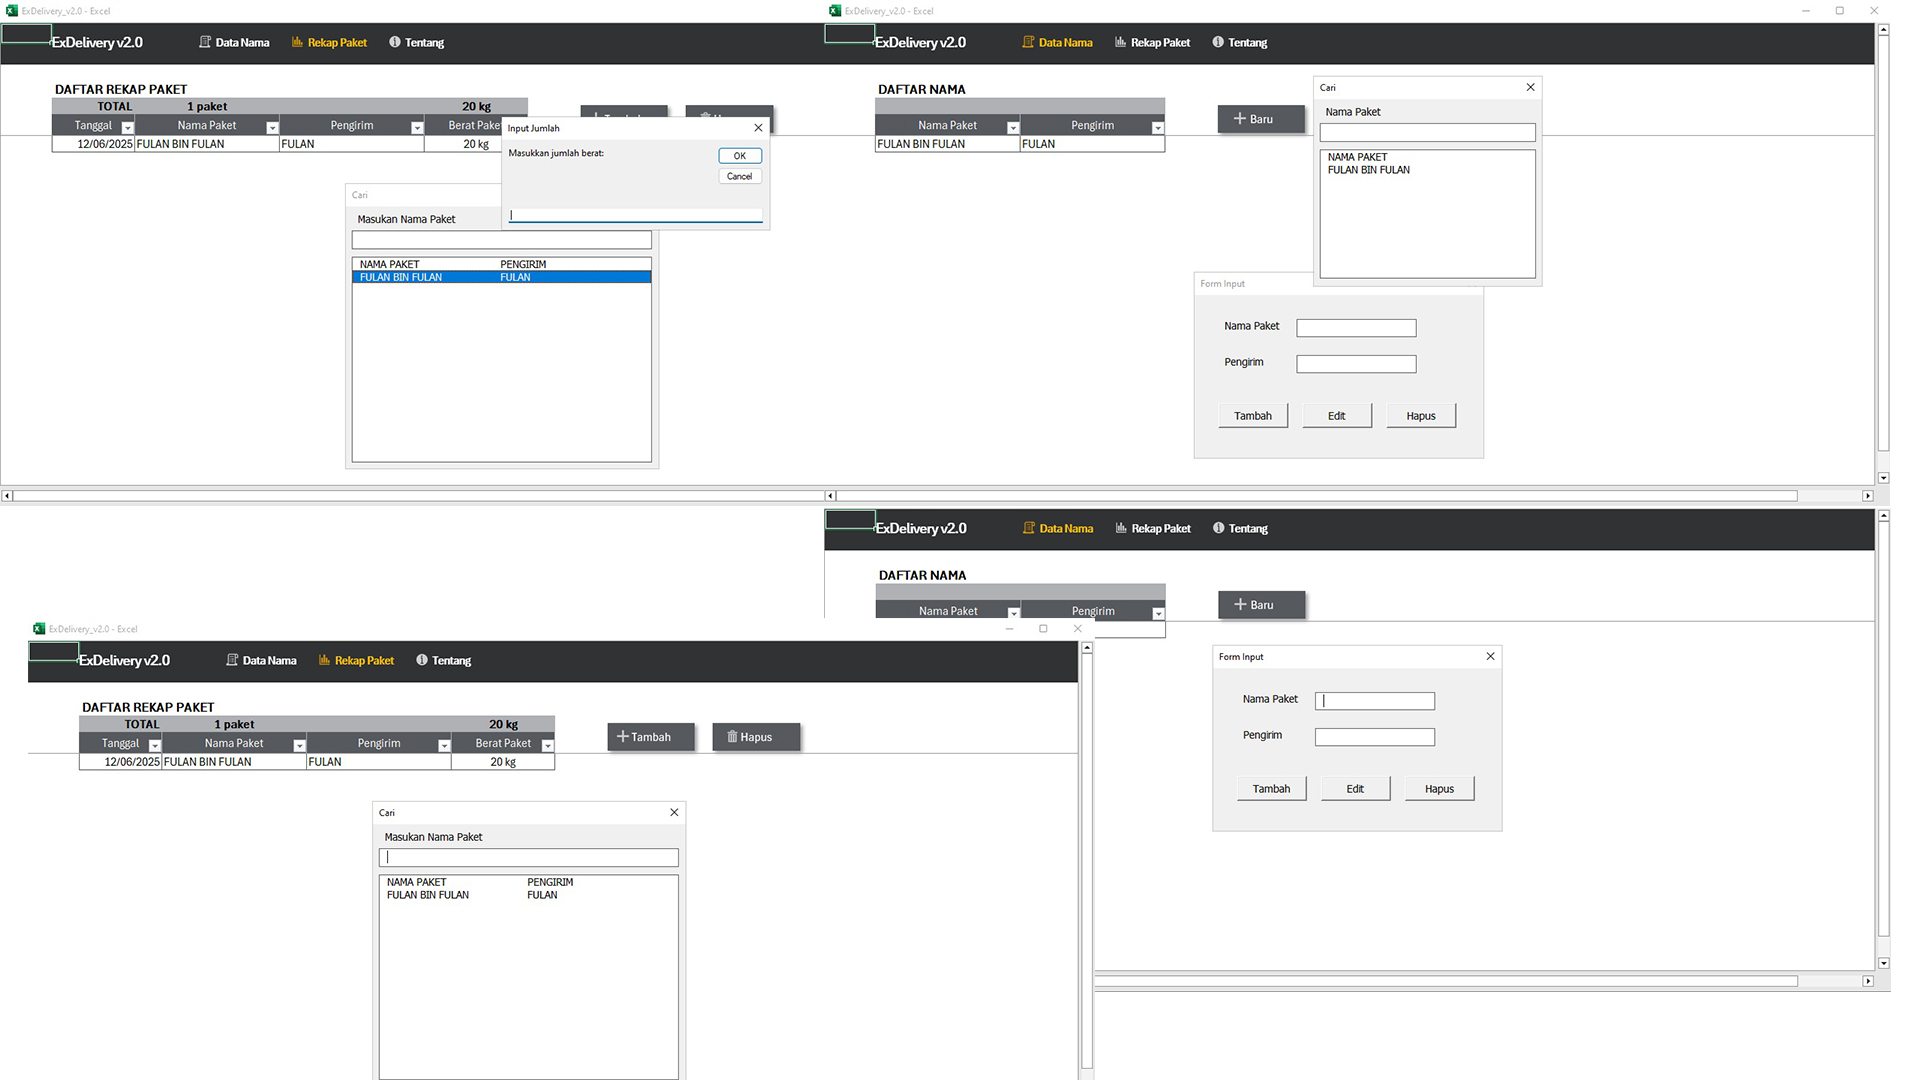 ExDelivery_v2.0 - Excel
ExDelivery v2.0
Data Nama
Rekap Paket
Tentang
DAFTAR REKAP PAKET
TOTAL 1 paket 20 kg
Tanggal Nama Paket Pengirim Berat Paket
12/06/2025 FULAN BIN FULAN FULAN 20 kg
Input Jumlah
Masukkan jumlah berat:
OK
Cancel
Cari
Masukan Nama Paket
NAMA PAKET PENGIRIM
FULAN BIN FULAN FULAN
ExDelivery_v2.0 - Excel
ExDelivery v2.0
Data Nama
Rekap Paket
Tentang
DAFTAR NAMA
Nama Paket Pengirim
FULAN BIN FULAN FULAN
Baru
Cari
Nama Paket
NAMA PAKET
FULAN BIN FULAN
Form Input
Nama Paket
Pengirim
Tambah Edit Hapus
ExDelivery v2.0
Data Nama
Rekap Paket
Tentang
DAFTAR NAMA
Nama Paket Pengirim
Baru
Form Input
Nama Paket
Pengirim
Tambah Edit Hapus
ExDelivery_v2.0 - Excel
ExDelivery v2.0
Data Nama
Rekap Paket
Tentang
DAFTAR REKAP PAKET
TOTAL 1 paket 20 kg
Tanggal Nama Paket Pengirim Berat Paket
12/06/2025 FULAN BIN FULAN FULAN 20 kg
Tambah
Hapus
Cari
Masukan Nama Paket
NAMA PAKET PENGIRIM
FULAN BIN FULAN FULAN